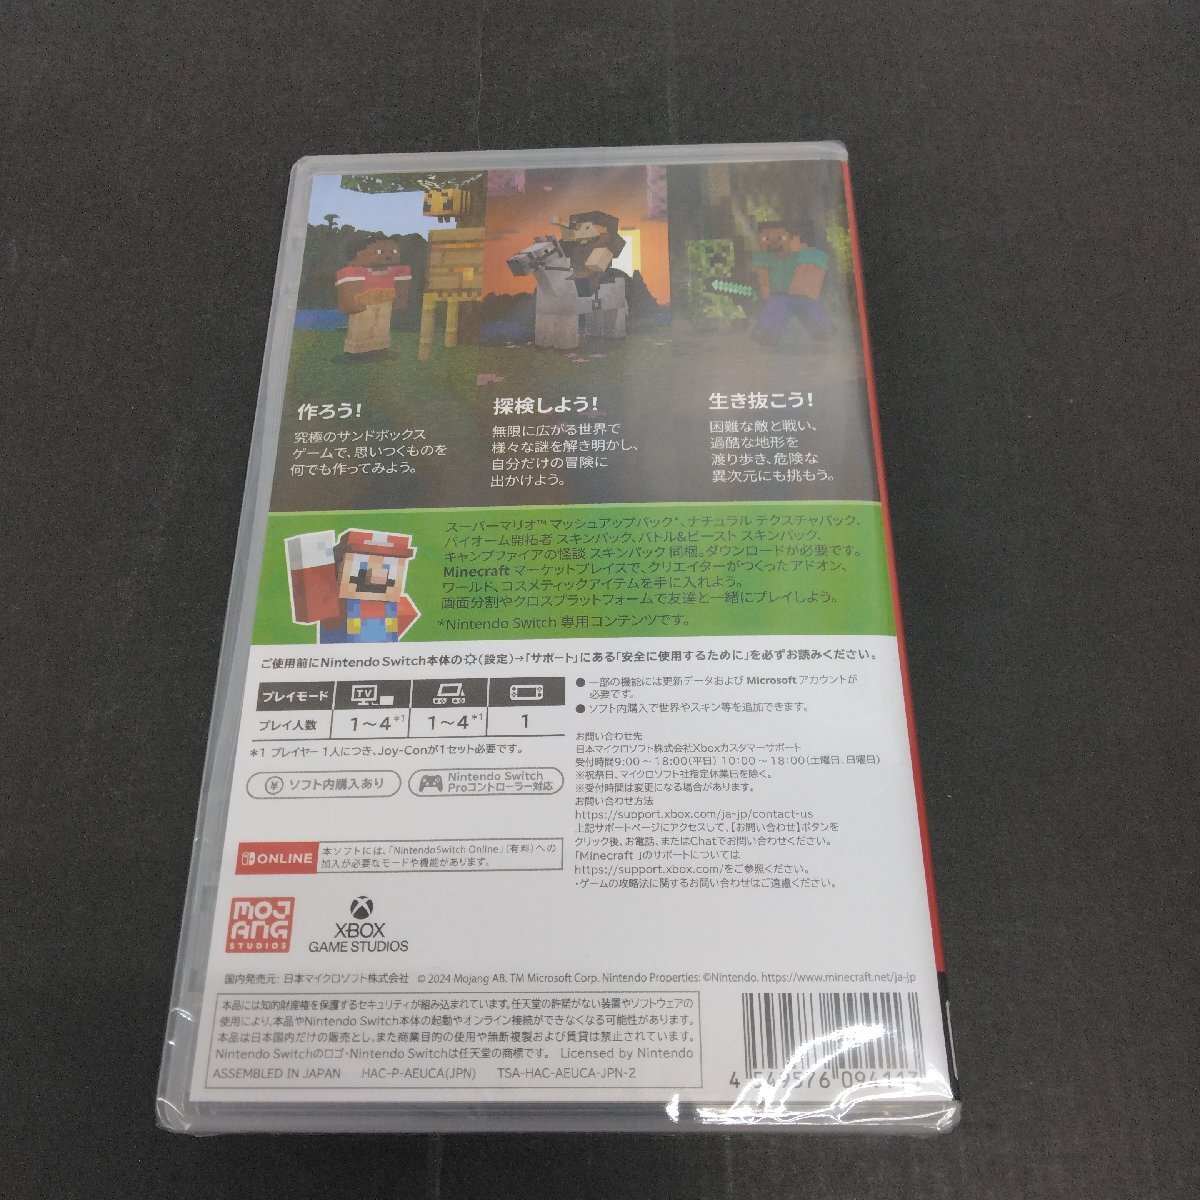 作ろう!
究極のサンドボックス
ゲームで、思いつくものを
何でも作ってみよう。
探検しよう!
無限に広がる世界で
様々な謎を解き明かし、
自分だけの冒険に
出かけよう。
生き抜こう!
困難な敵と戦い、
過酷な地形を
渡り歩き、危険な
異次元にも挑もう。
スーパーマリオ™ マッシュアップパック*、ナチュラル テクスチャパック、
バイオーム開拓者 スキンパック、バトル&ビースト スキンパック、
キャンプファイアの怪談 スキンパック 同梱。ダウンロードが必要です。
Minecraft マーケットプレイスで、クリエイターがつくったアドオン、
ワールド、コスメティックアイテムを手に入れよう。
画面分割やクロスプラットフォームで友達と一緒にプレイしよう。
*Nintendo Switch 専用コンテンツです。
ご使用前にNintendo Switch本体の(設定)→「サポート」にある「安全に使用するために」を必ずお読みください。
プレイモード TV
プレイ人数 1～4*1 1～4*1 1
*1 プレイヤー1人につき、Joy-Conが1セット必要です。
¥ ソフト内購入あり
Nintendo Switch
Proコントローラー対応
● 一部の機能には更新データおよび Microsoft アカウントが
必要です。
● ソフト内購入で世界やスキン等を追加できます。
お問い合わせ先
日本マイクロソフト株式会社Xboxカスタマーサポート
受付時間9:00～18:00(平日) 10:00～18:00(土曜日、日曜日)
※祝祭日、マイクロソフト社指定休業日を除く。
※受付時間は変更になる場合があります。
お問い合わせ方法
https://support.xbox.com/ja-jp/contact-us
上記サポートページにアクセスして、【お問い合わせ】ボタンを
クリック後、お電話、またはChatでお問い合わせください。
「Minecraft 」のサポートについては
https://support.xbox.com/をご参照ください。
・ゲームの攻略法に関するお問い合わせはご遠慮ください。
ONLINE
本ソフトには、「Nintendo Switch Online」(有料)への
加入が必要なモードや機能があります。
MOJANG
STUDIOS
XBOX
GAME STUDIOS
国内発売元: 日本マイクロソフト株式会社 © 2024 Mojang AB. TM Microsoft Corp. Nintendo Properties: ©Nintendo. https://www.minecraft.net/ja-jp
本品には知的財産権を保護するセキュリティが組み込まれています。任天堂の許諾がない装置やソフトウェアの
使用により、本品やNintendo Switch本体の起動やオンライン接続ができなくなる可能性があります。
本品は日本国内だけの販売とし、また商業目的の使用や無断複製および賃貸は禁止されています。
Nintendo Switchのロゴ・Nintendo Switchは任天堂の商標です。 Licensed by Nintendo
ASSEMBLED IN JAPAN HAC-P-AEUCA(JPN) TSA-HAC-AEUCA-JPN-2
4 549576 094113